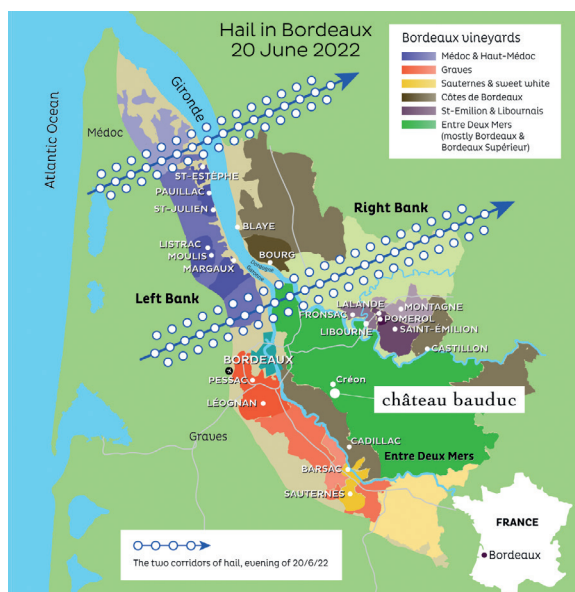 Hail in Bordeaux
20 June 2022
Bordeaux vineyards
Médoc & Haut-Médoc
Graves
Sauternes & sweet white
Côtes de Bordeaux
St-Emilion & Libournais
Entre Deux Mers
(mostly Bordeaux &
Bordeaux Supérieur)
Atlantic Ocean
Gironde
Médoc
ST-ESTÈPHE
PAUILLAC
ST-JULIEN
BLAYE
Right Bank
LISTRAC
MOULIS
MARGAUX
BOURG
Dordogne
Garonne
Left Bank
LALANDE
MONTAGNE
FRONSAC
POMEROL
LIBOURNE
SAINT-ÉMILION
CASTILLON
BORDEAUX
PESSAC
Créon
château bauduc
LÉOGNAN
Graves
CADILLAC
Entre Deux Mers
BARSAC
SAUTERNES
FRANCE
Bordeaux
The two corridors of hail, evening of 20/6/22